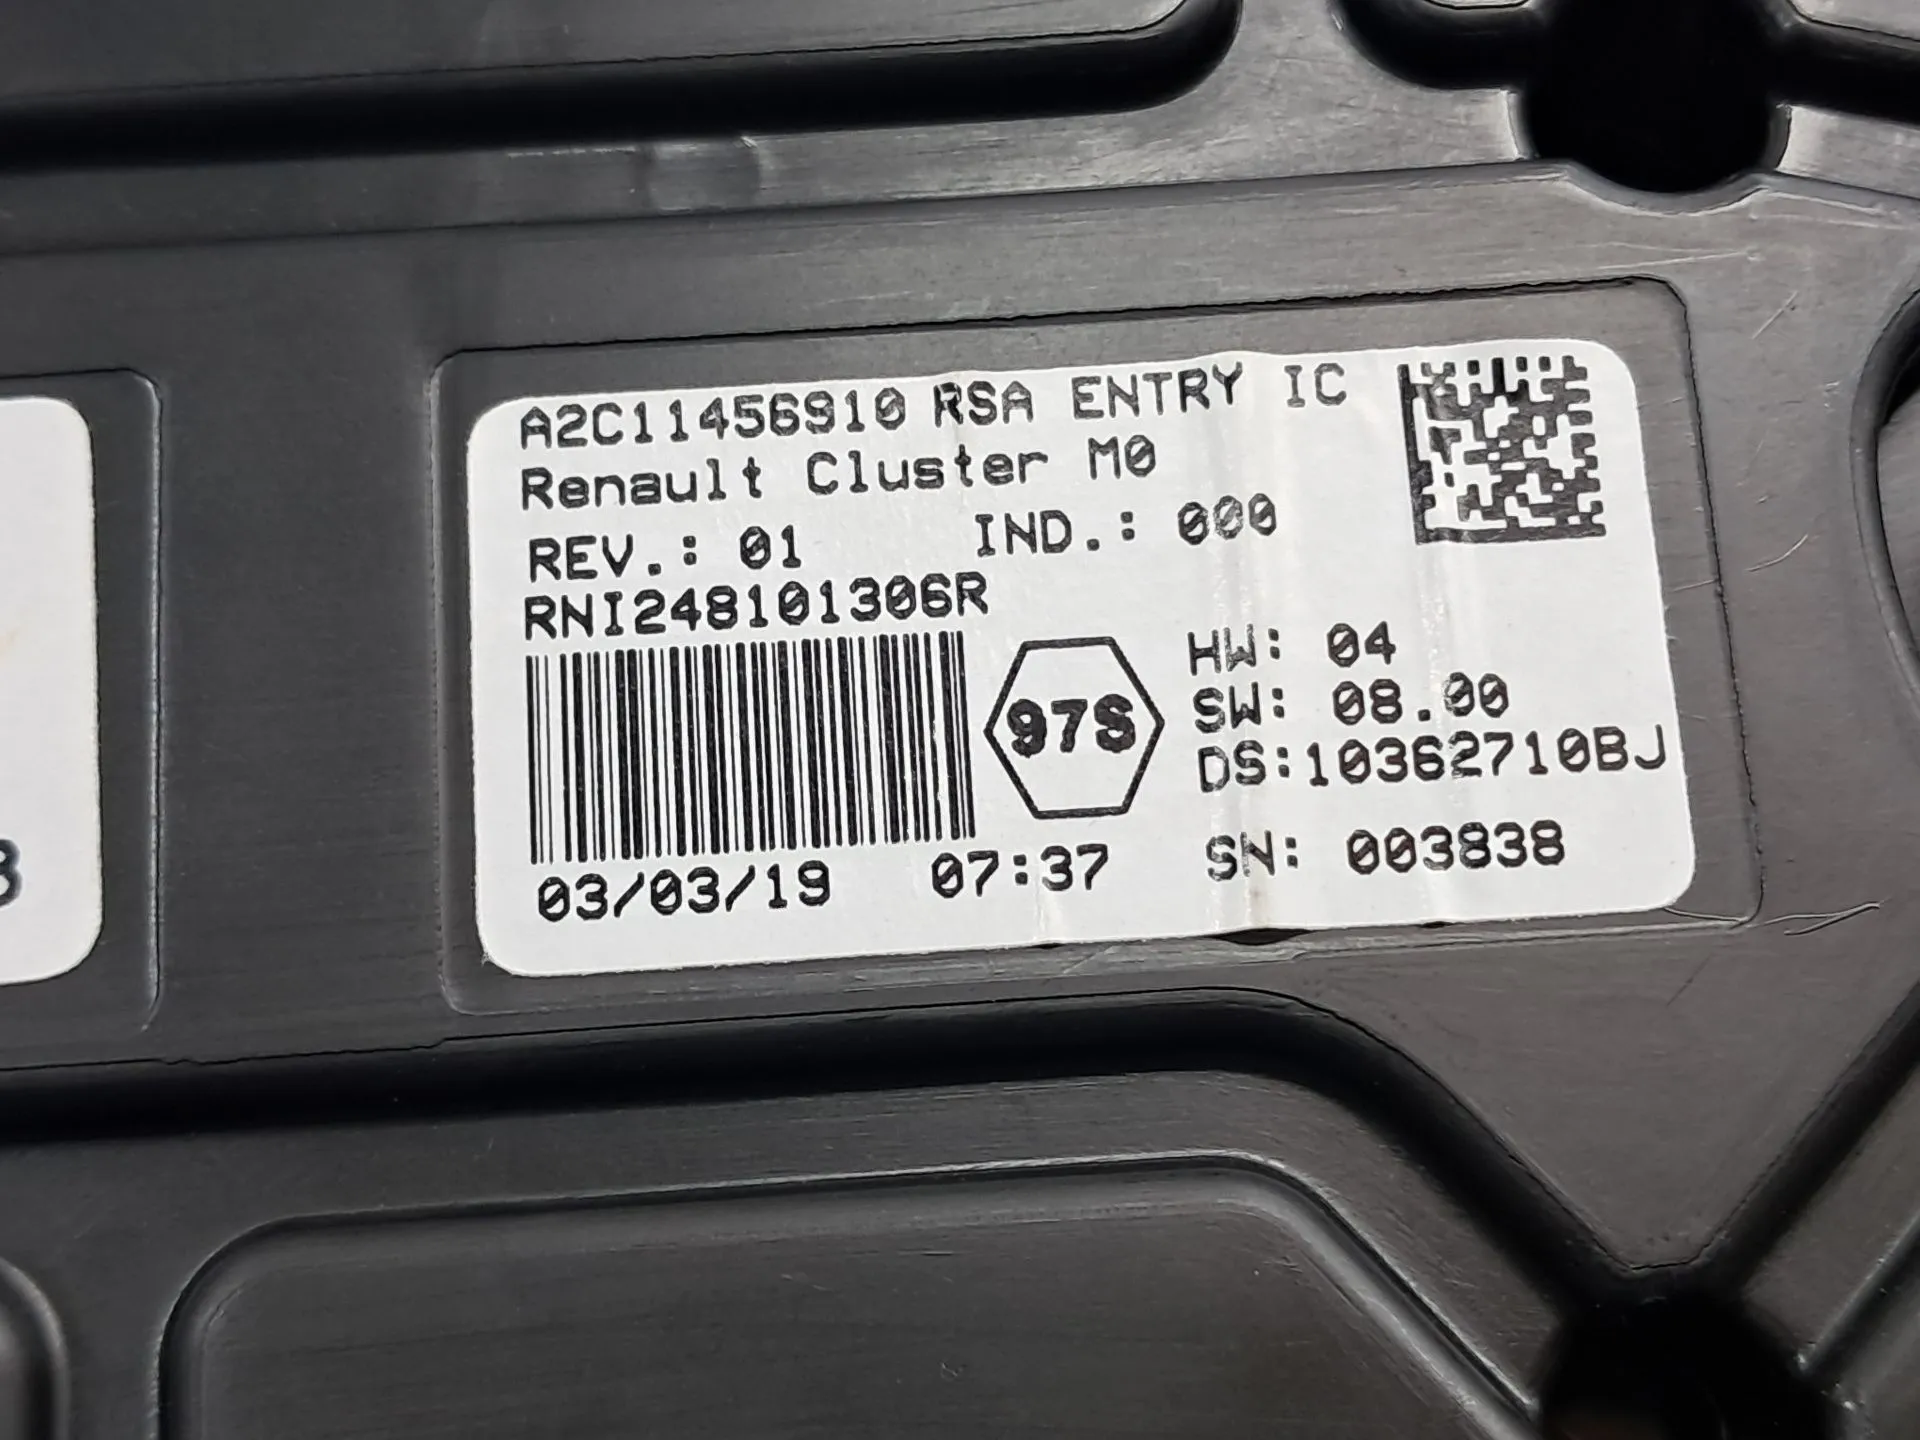 A2C11456910 RSA ENTRY IC
Renault Cluster M0
REV.: 01 IND.: 000
RNI248101306R
97S
HW: 04
SW: 08.00
DS:10362710BJ
03/03/19 07:37 SN: 003838
8